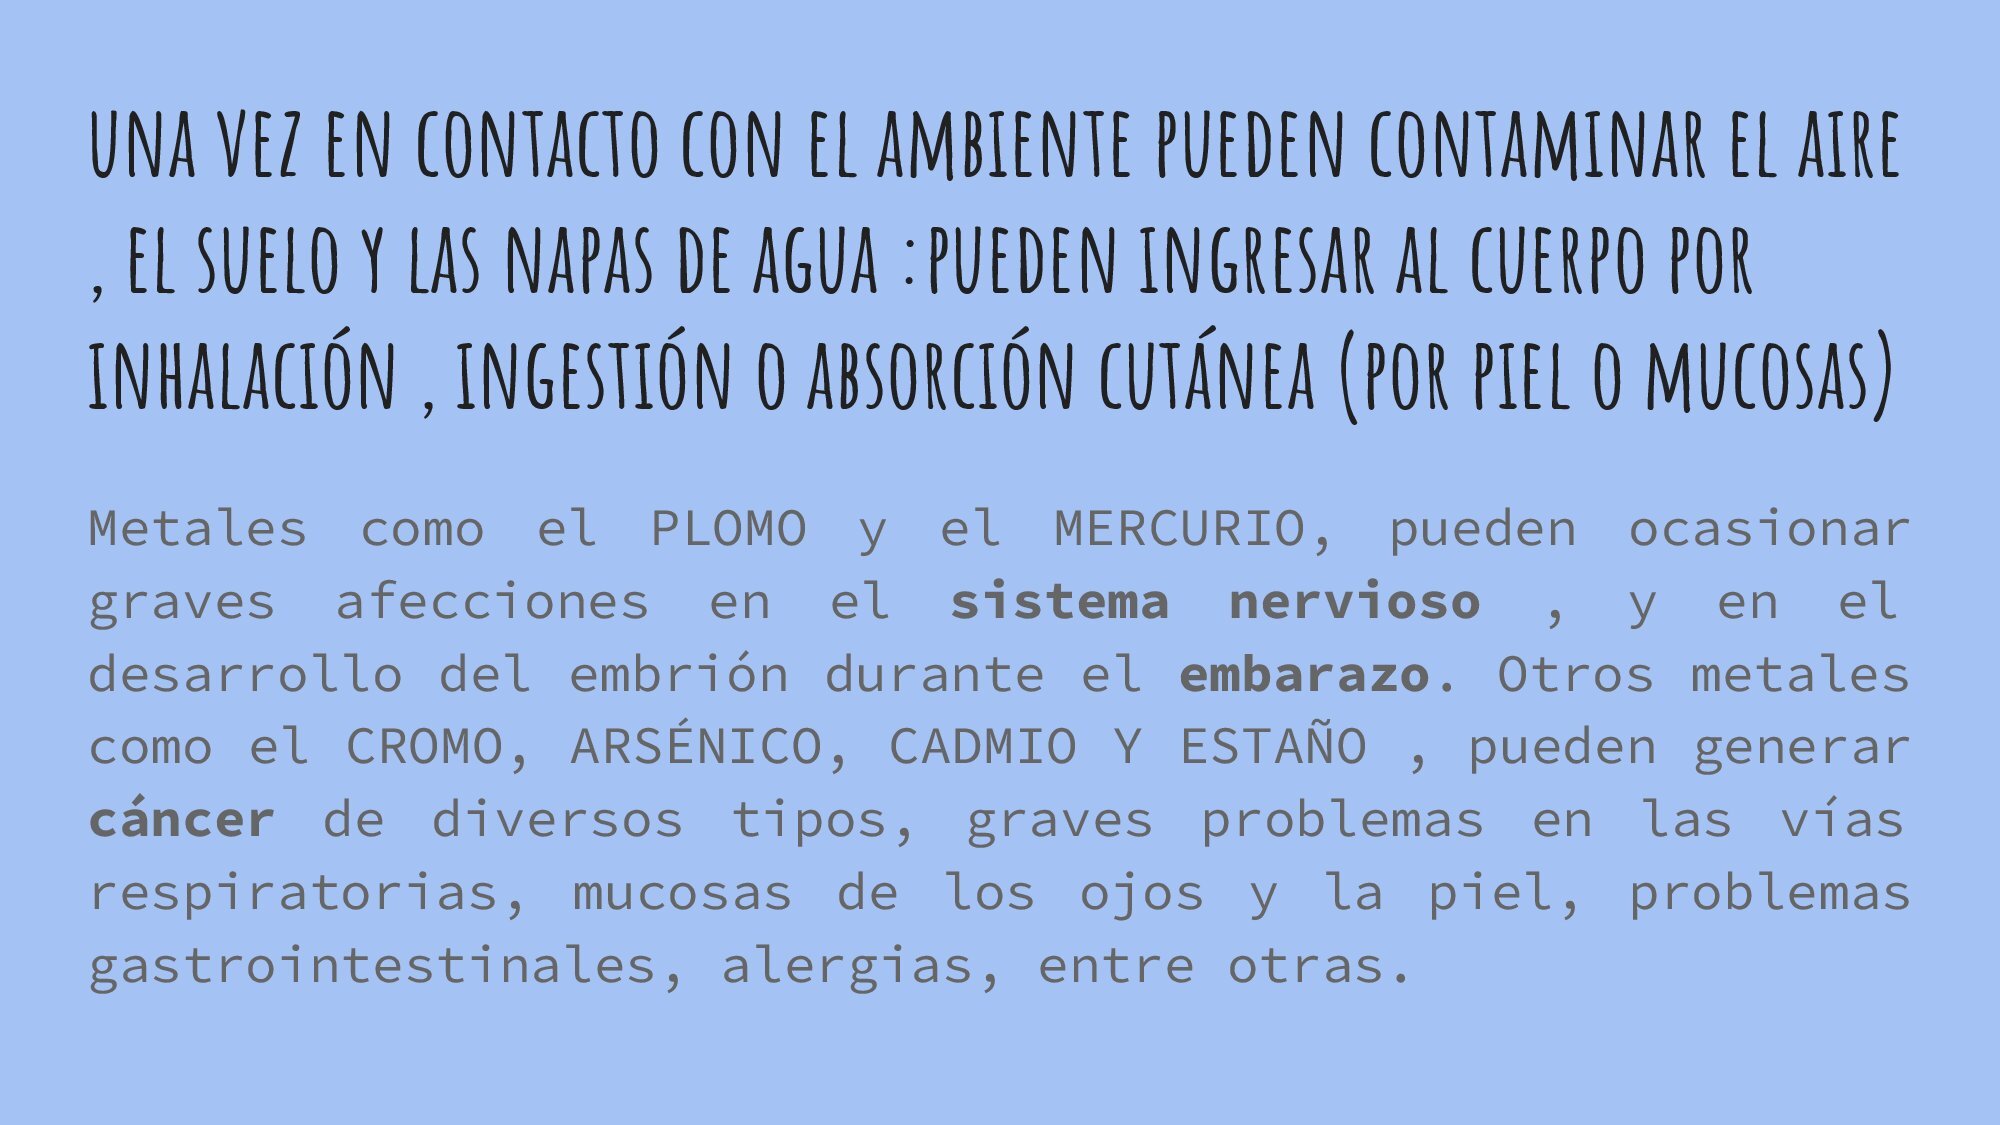 UNA VEZ EN CONTACTO CON EL AMBIENTE PUEDEN CONTAMINAR EL AIRE
, EL SUELO Y LAS NAPAS DE AGUA :PUEDEN INGRESAR AL CUERPO POR
INHALACIÓN , INGESTIÓN O ABSORCIÓN CUTÁNEA (POR PIEL O MUCOSAS)
Metales como el PLOMO y el MERCURIO, pueden ocasionar
graves afecciones en el sistema nervioso , y en el
desarrollo del embrión durante el embarazo. Otros metales
como el CROMO, ARSÉNICO, CADMIO Y ESTAÑO , pueden generar
cáncer de diversos tipos, graves problemas en las vías
respiratorias, mucosas de los ojos y la piel, problemas
gastrointestinales, alergias, entre otras.